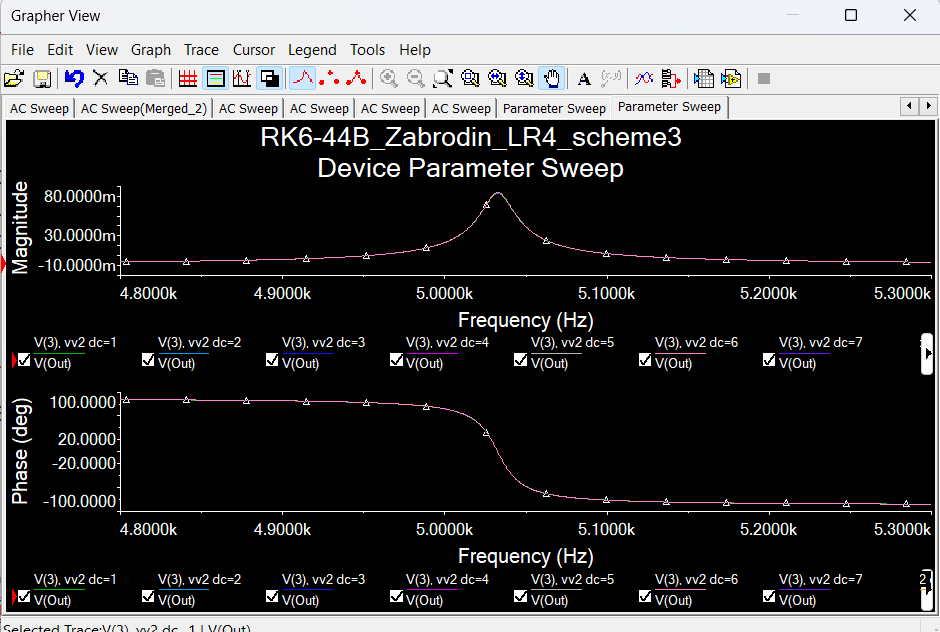 Grapher View
File Edit View Graph Trace Cursor Legend Tools Help
AC Sweep AC Sweep(Merged_2) AC Sweep AC Sweep AC Sweep AC Sweep Parameter Sweep Parameter Sweep
RK6-44B_Zabrodin_LR4_scheme3
Device Parameter Sweep
Magnitude
80.0000m
30.0000m
-10.0000m
4.8000k 4.9000k 5.0000k 5.1000k 5.2000k 5.3000k
Frequency (Hz)
V(3), vv2 dc=1 V(3), vv2 dc=2 V(3), vv2 dc=3 V(3), vv2 dc=4 V(3), vv2 dc=5 V(3), vv2 dc=6 V(3), vv2 dc=7
V(Out) V(Out) V(Out) V(Out) V(Out) V(Out) V(Out)
Phase (deg)
100.0000
20.0000
-20.0000
-100.0000
4.8000k 4.9000k 5.0000k 5.1000k 5.2000k 5.3000k
Frequency (Hz)
V(3), vv2 dc=1 V(3), vv2 dc=2 V(3), vv2 dc=3 V(3), vv2 dc=4 V(3), vv2 dc=5 V(3), vv2 dc=6 V(3), vv2 dc=7
V(Out) V(Out) V(Out) V(Out) V(Out) V(Out) V(Out)
Selected Trace:V(3), vv2 dc=1 | V(Out)